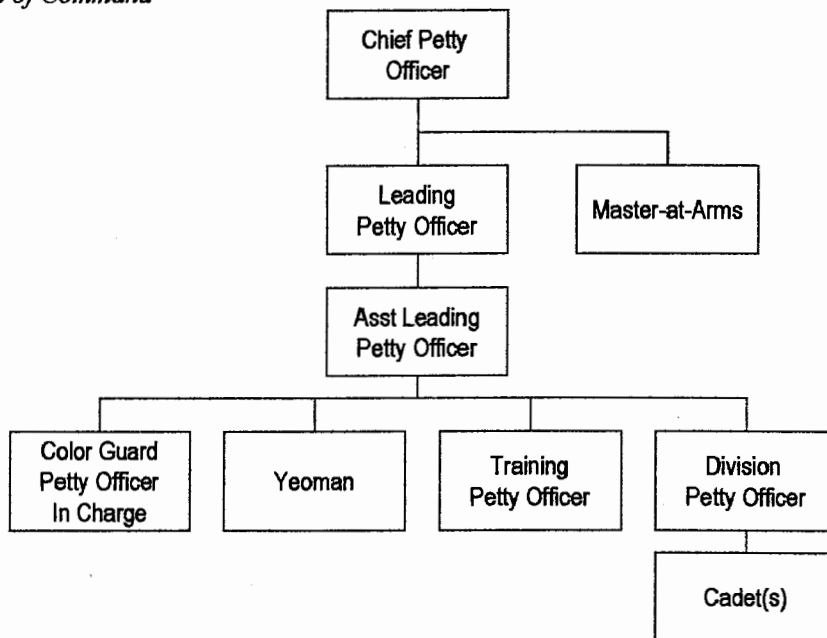 of Command
Chief Petty
Officer
Leading
Petty Officer
Master-at-Arms
Asst Leading
Petty Officer
Color Guard
Petty Officer
In Charge
Yeoman
Training
Petty Officer
Division
Petty Officer
Cadet(s)